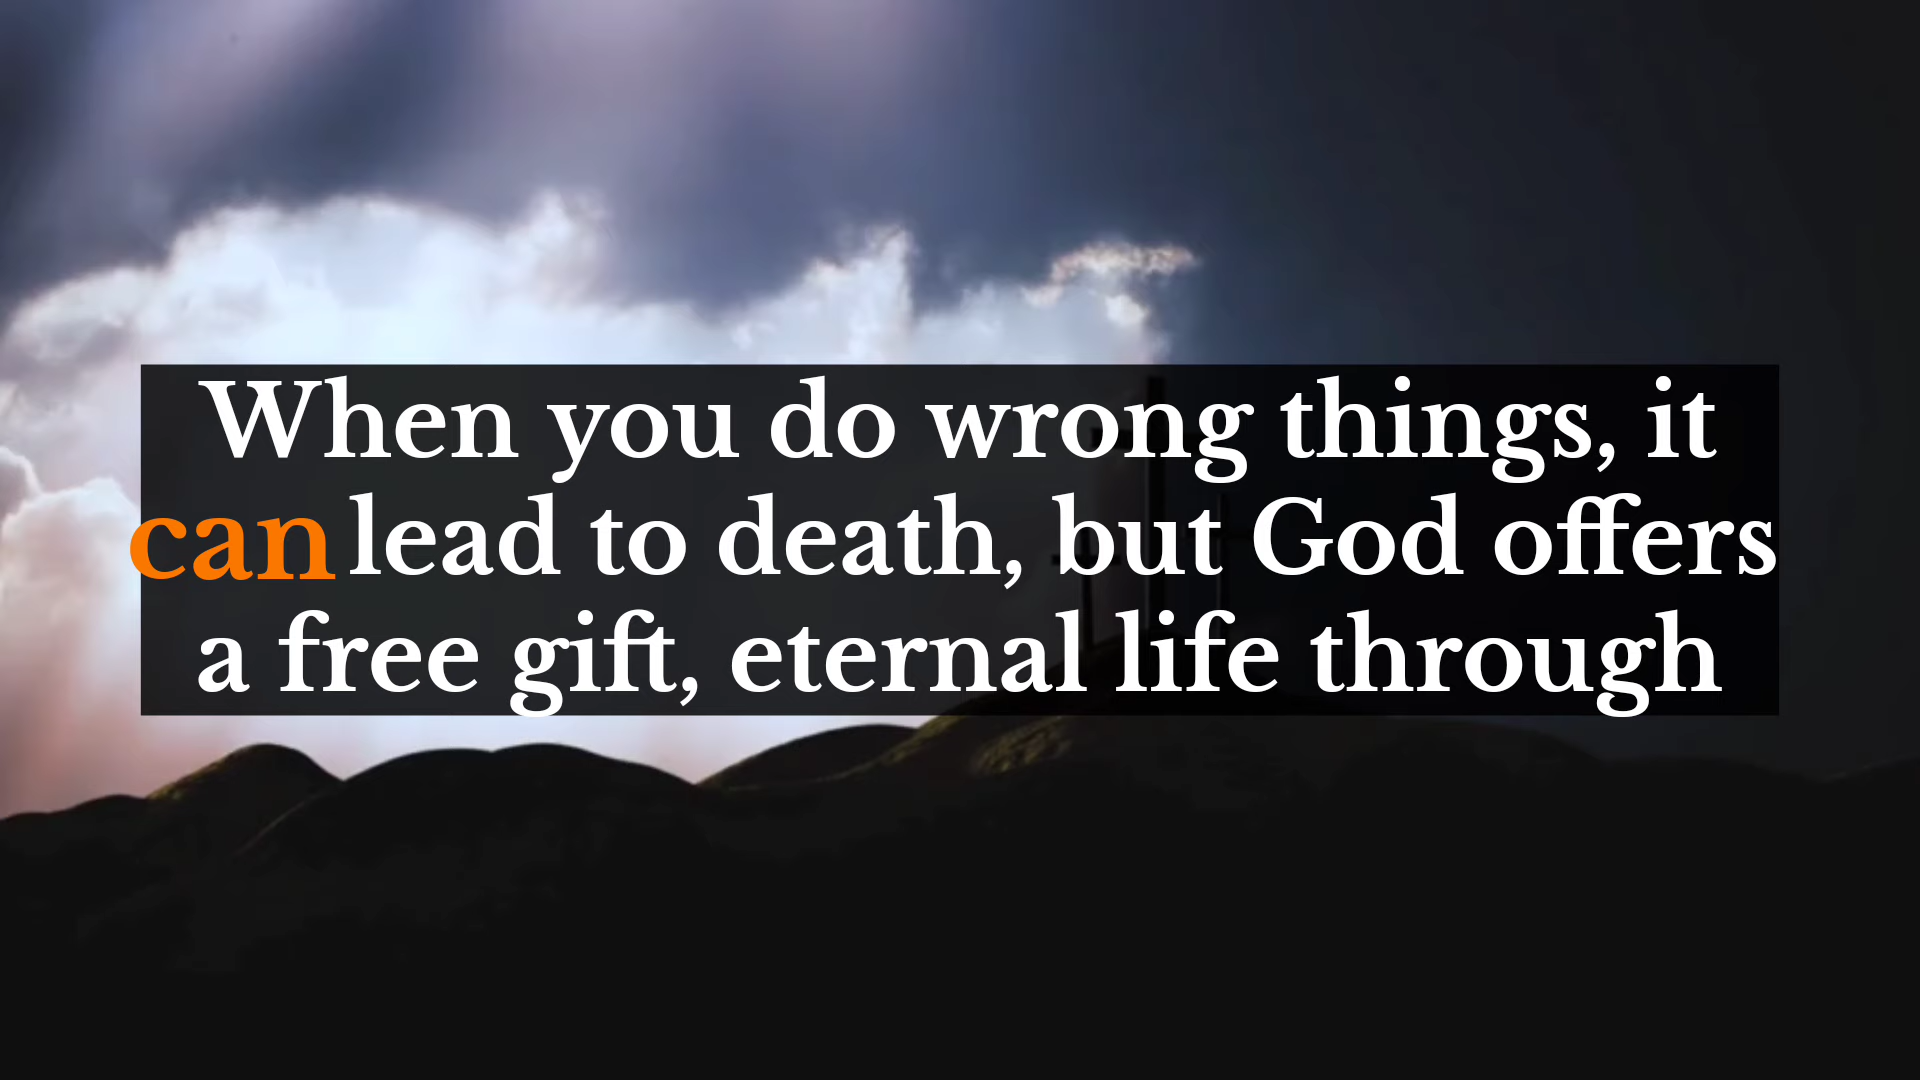 When you do wrong things, it
can lead to death, but God offers
a free gift, eternal life through